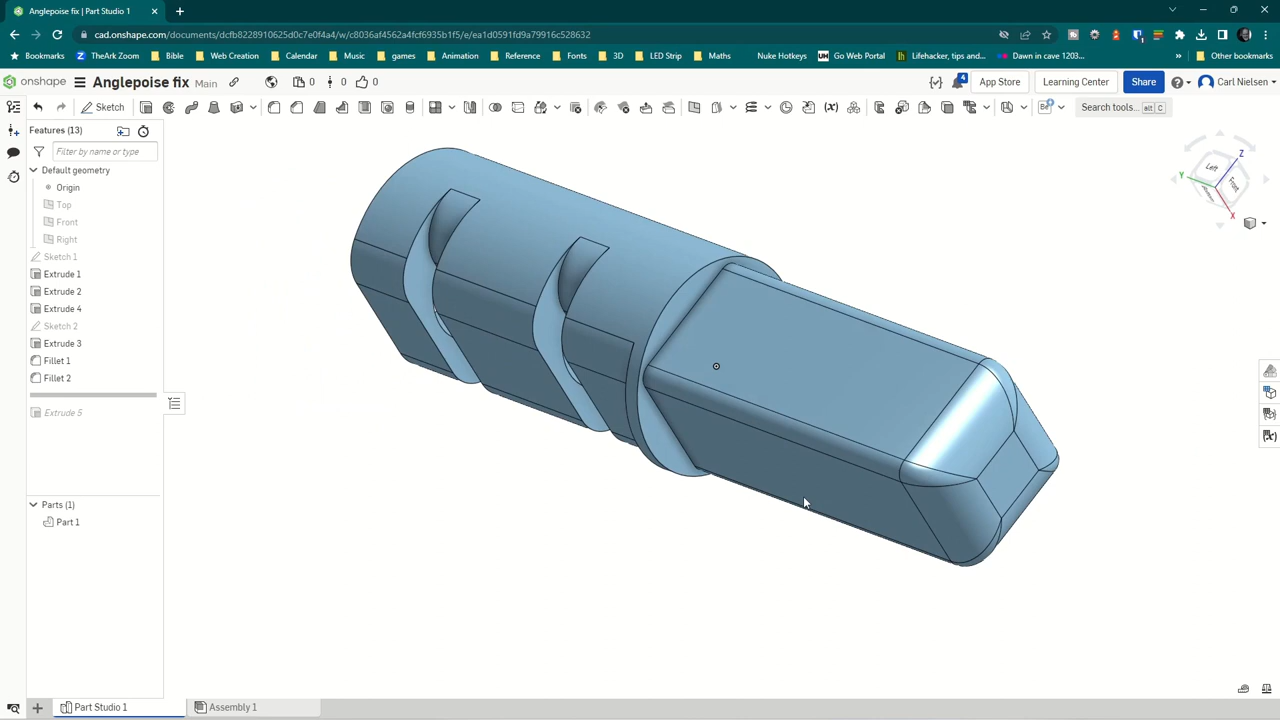 Anglepoise fix | Part Studio 1
cad.onshape.com/documents/dcfb8228910625d0c7e0f4a4/w/c8036af4562a4fcf6935b1f5/e/ea1d0591fd9a79916c528632
Bookmarks TheArk Zoom Bible Web Creation Calendar Music games Animation Reference 3D LED Strip Maths Nuke Hotkeys Go Web Portal Lifehacker, tips and... Dawn in cave 1203... » Other bookmarks
onshape Anglepoise fix Main 0 0 0 4 App Store Learning Center Share Carl Nielsen
Sketch Search tools... alt C
Features (13)
Filter by name or type
Default geometry
Origin
Top
Front
Right
Sketch 1
Extrude 1
Extrude 2
Extrude 4
Sketch 2
Extrude 3
Fillet 1
Fillet 2
Extrude 5
Parts (1)
Part 1
Z
Y
X
Left
Front
Part Studio 1 Assembly 1